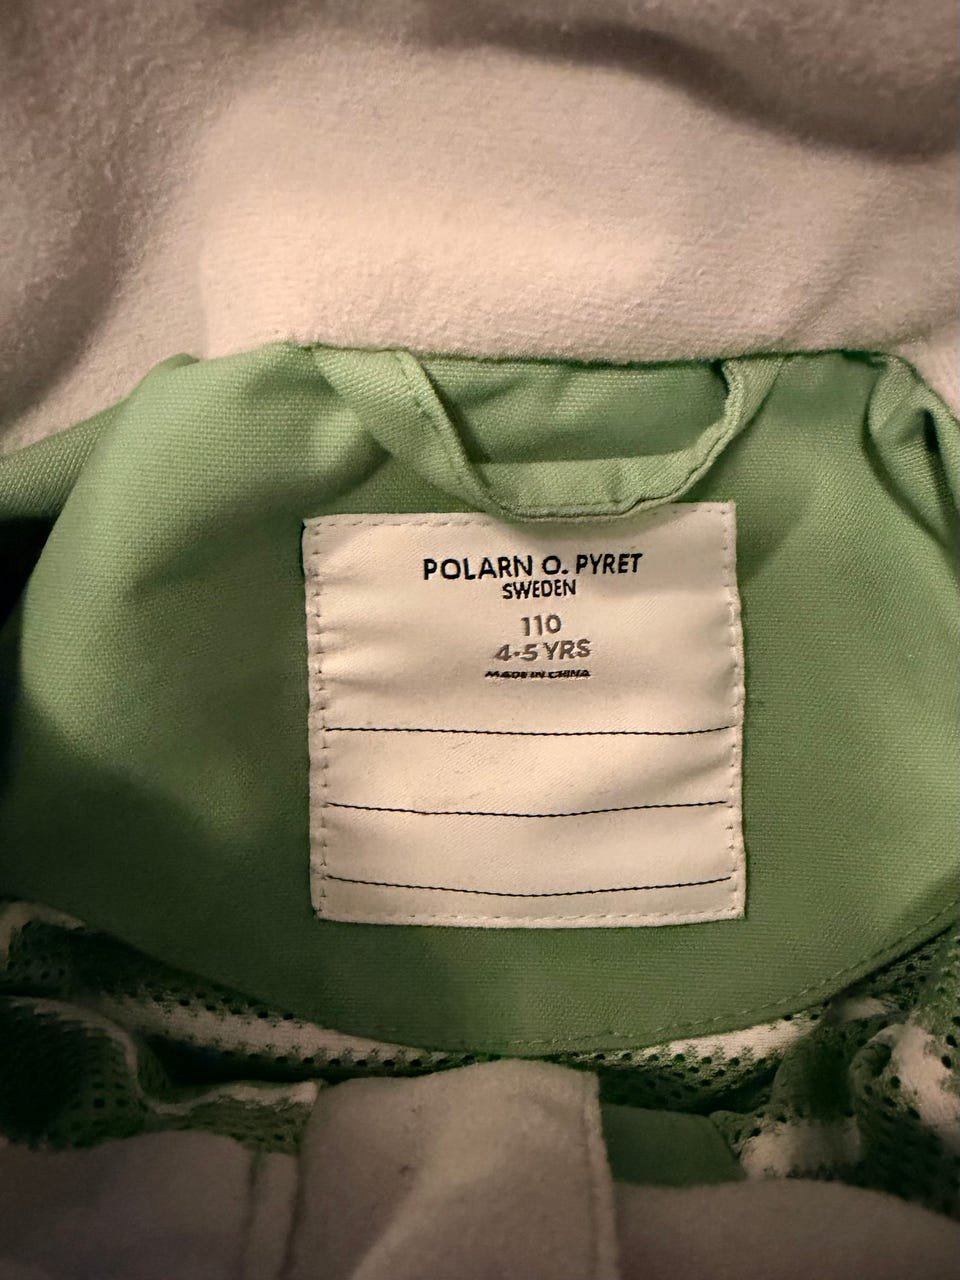 POLARN O. PYRET
SWEDEN
110
4-5 YRS
MADE IN CHINA